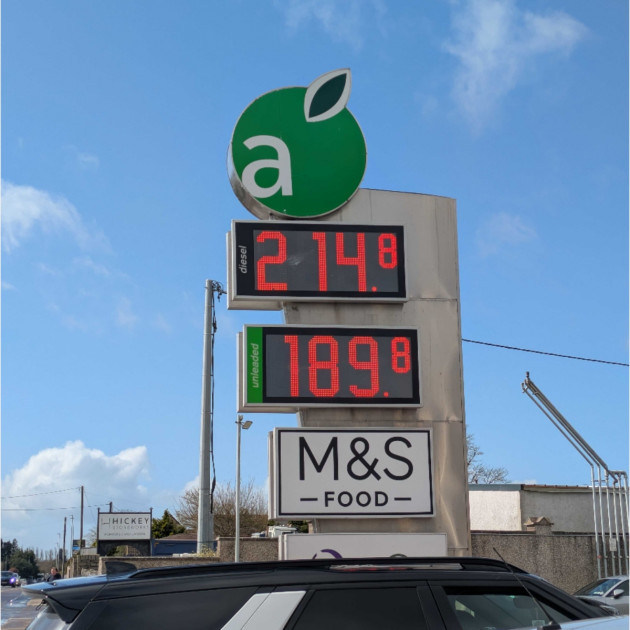 a
diesel
214.8
unleaded
189.8
M&S
FOOD
HICKEY